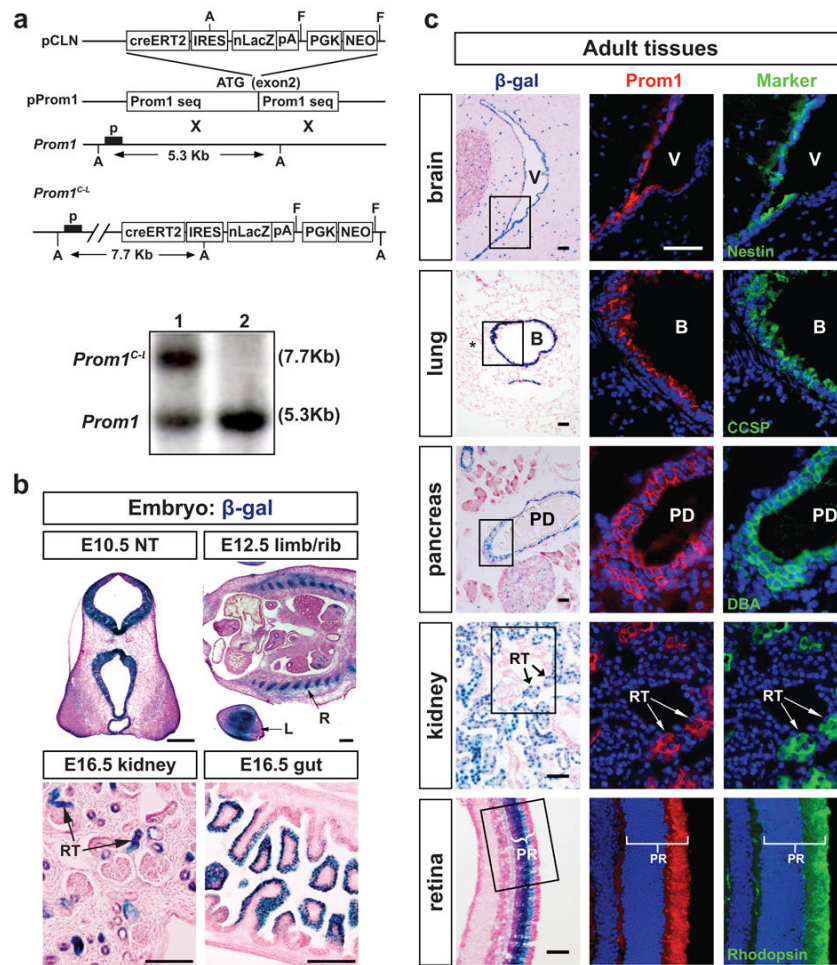 a
A F
pCLN creERT2 IRES nLacZ pA PGK NEO
ATG (exon2)
pProm1 Prom1 seq Prom1 seq
p X X
Prom1
A 5.3 Kb A
Prom1C-L
p creERT2 IRES nLacZ pA F PGK NEO F
A 7.7 Kb A A
1 2
Prom1C-L (7.7Kb)
Prom1 (5.3Kb)
b
Embryo: β-gal
E10.5 NT E12.5 limb/rib
R
L
E16.5 kidney E16.5 gut
RT
c
Adult tissues
β-gal Prom1 Marker
brain V V V
Nestin
lung * B B B
CCSP
pancreas PD PD PD
DBA
kidney RT RT RT
retina PR PR PR
Rhodopsin